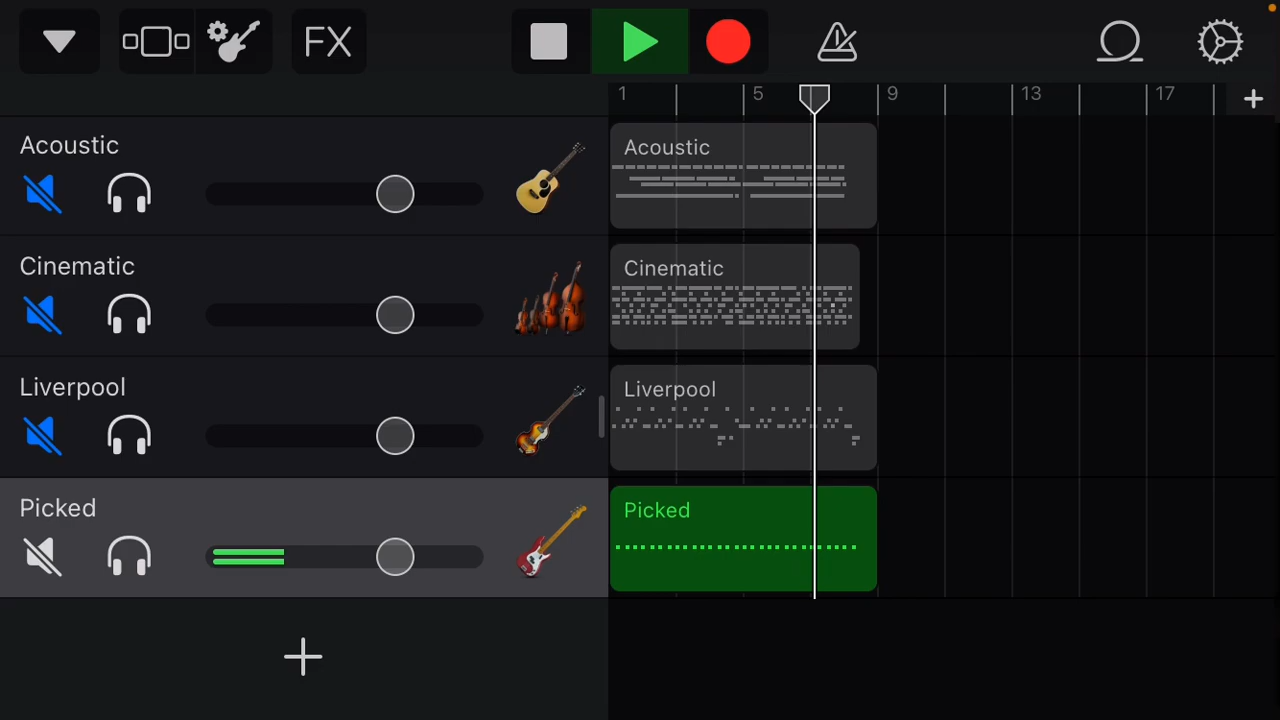 FX
1 5 9 13 17
Acoustic
Acoustic
Cinematic
Cinematic
Liverpool
Liverpool
Picked
Picked